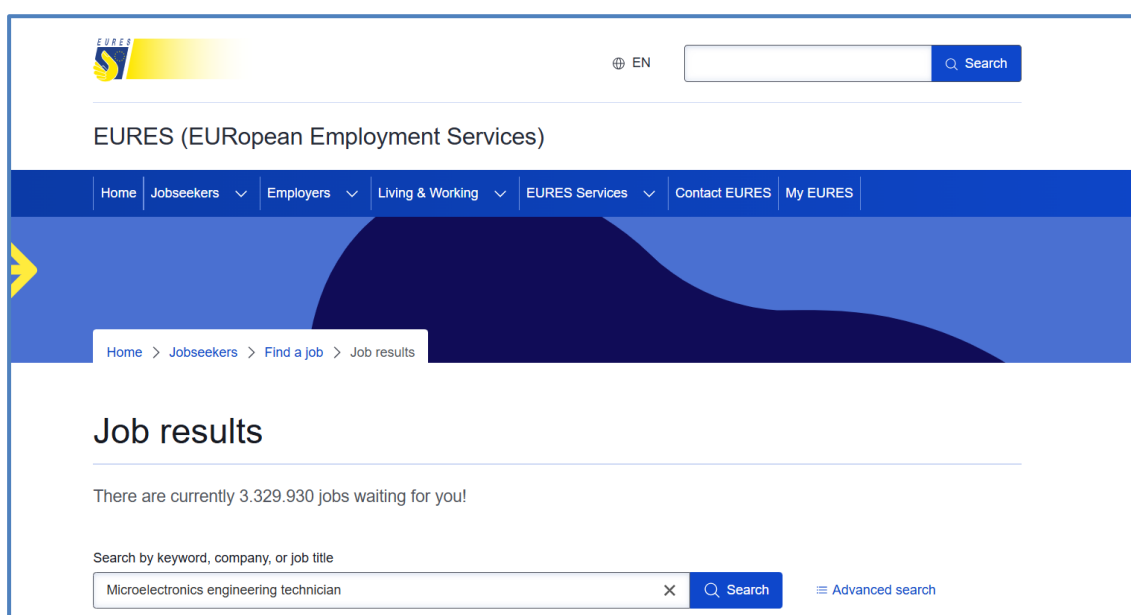 EURES
EN
Search
EURES (EURopean Employment Services)
Home Jobseekers Employers Living & Working EURES Services Contact EURES My EURES
Home > Jobseekers > Find a job > Job results
Job results
There are currently 3.329.930 jobs waiting for you!
Search by keyword, company, or job title
Microelectronics engineering technician
Search
Advanced search